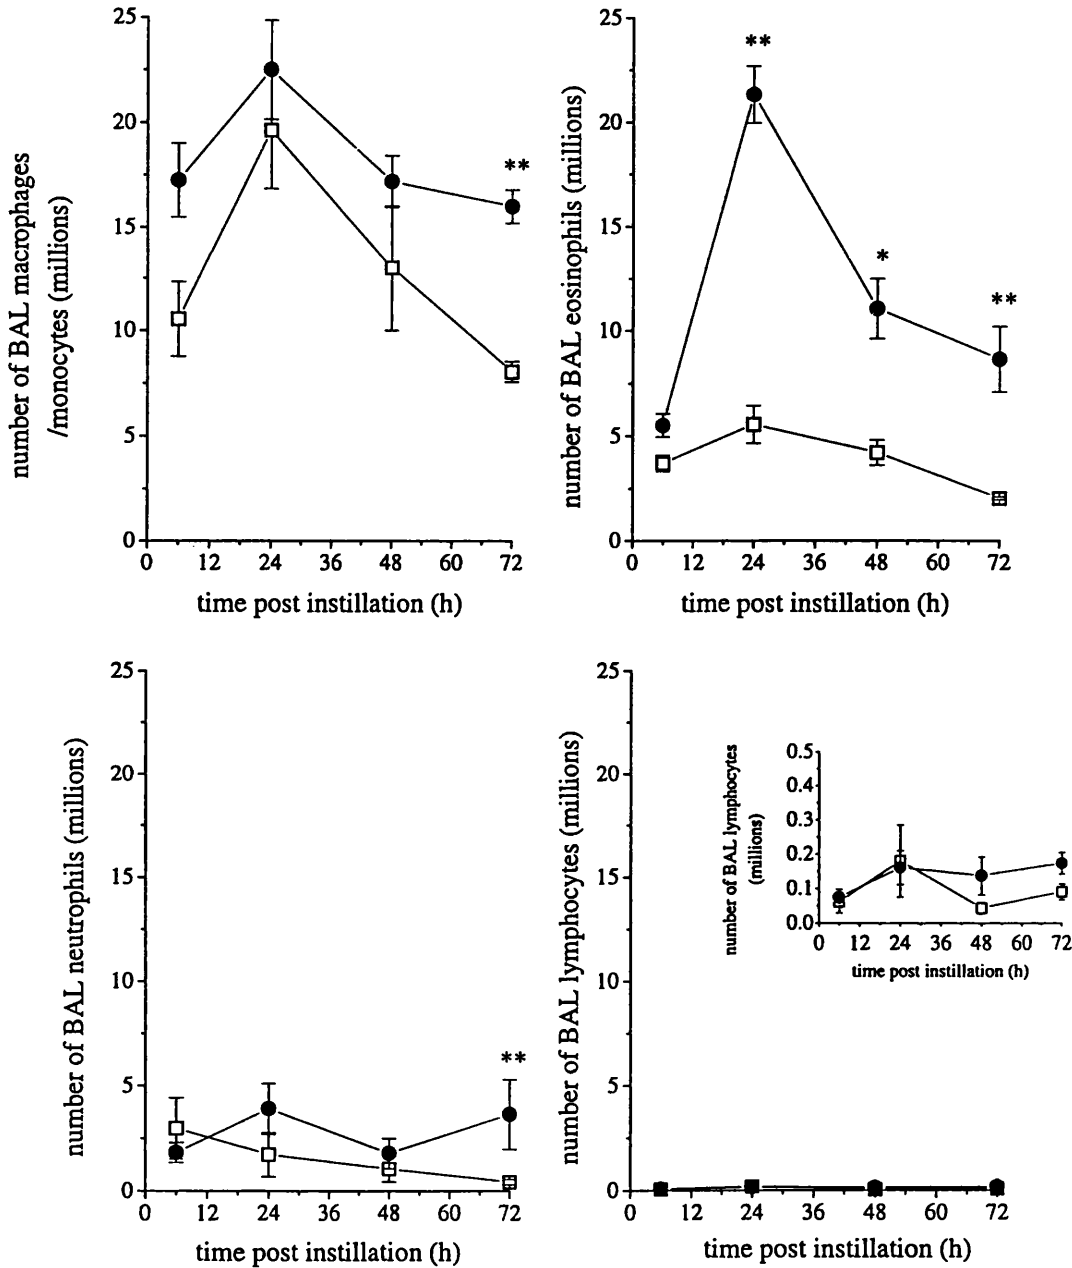 number of BAL macrophages
/monocytes (millions)
25
20
15
10
5
0
**
0 12 24 36 48 60 72
time post instillation (h)
number of BAL eosinophils (millions)
25
20
15
10
5
0
**
*
**
0 12 24 36 48 60 72
time post instillation (h)
number of BAL neutrophils (millions)
25
20
15
10
5
0
**
0 12 24 36 48 60 72
time post instillation (h)
number of BAL lymphocytes (millions)
25
20
15
10
5
0
0 12 24 36 48 60 72
time post instillation (h)
number of BAL lymphocytes
(millions)
0.5
0.4
0.3
0.2
0.1
0.0
0 12 24 36 48 60 72
time post instillation (h)